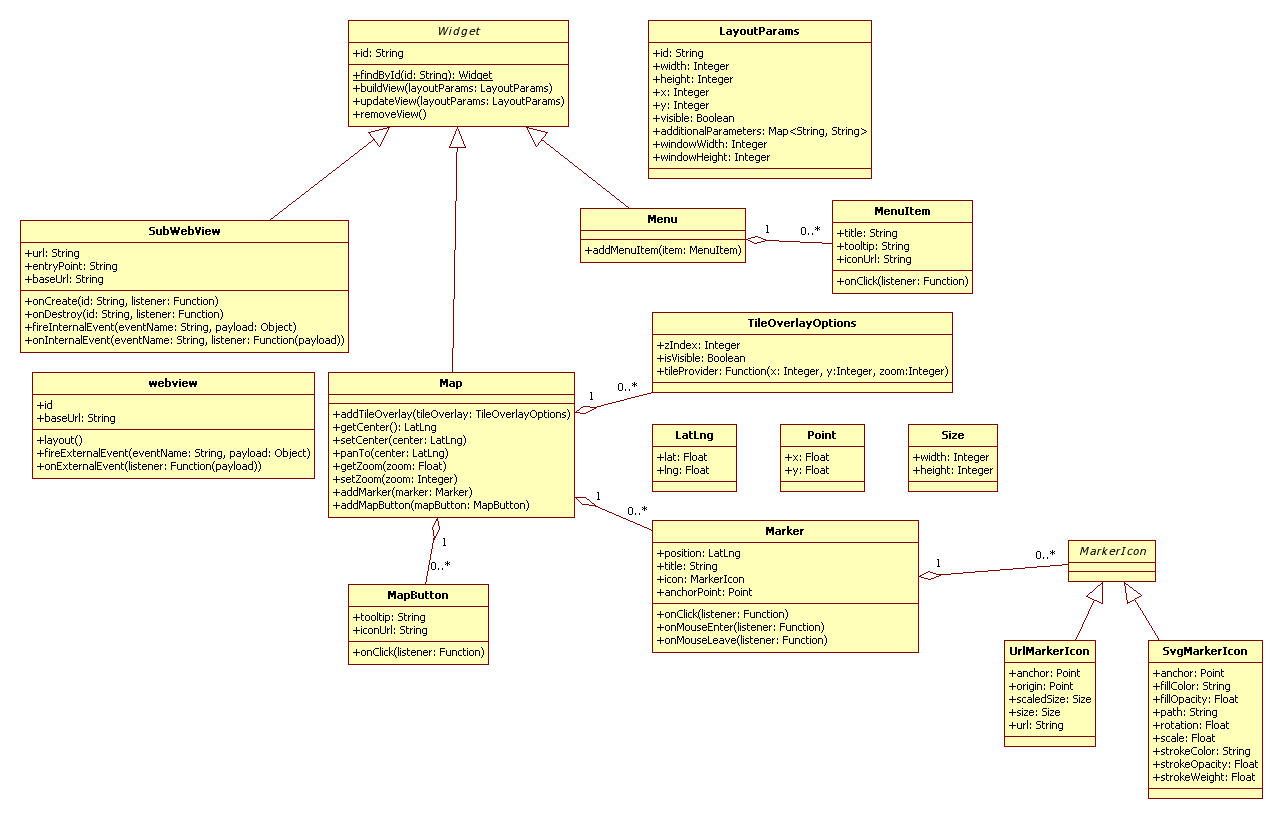 Widget
+id: String
+findById(id: String): Widget
+buildView(layoutParams: LayoutParams)
+updateView(layoutParams: LayoutParams)
+removeView()
LayoutParams
+id: String
+width: Integer
+height: Integer
+x: Integer
+y: Integer
+visible: Boolean
+additionalParameters: Map<String, String>
+windowWidth: Integer
+windowHeight: Integer
SubWebView
+url: String
+entryPoint: String
+baseUrl: String
+onCreate(id: String, listener: Function)
+onDestroy(id: String, listener: Function)
+fireInternalEvent(eventName: String, payload: Object)
+onInternalEvent(eventName: String, listener: Function(payload))
Menu
+addMenuItem(item: MenuItem)
1
0..*
MenuItem
+title: String
+tooltip: String
+iconUrl: String
+onClick(listener: Function)
TileOverlayOptions
+zIndex: Integer
+isVisible: Boolean
+tileProvider: Function(x: Integer, y:Integer, zoom:Integer)
webview
+id
+baseUrl: String
+layout()
+fireExternalEvent(eventName: String, payload: Object)
+onExternalEvent(listener: Function(payload))
Map
+addTileOverlay(tileOverlay: TileOverlayOptions)
+getCenter(): LatLng
+setCenter(center: LatLng)
+panTo(center: LatLng)
+getZoom(zoom: Float)
+setZoom(zoom: Integer)
+addMarker(marker: Marker)
+addMapButton(mapButton: MapButton)
1
0..*
LatLng
+lat: Float
+lng: Float
Point
+x: Float
+y: Float
Size
+width: Integer
+height: Integer
1
0..*
Marker
+position: LatLng
+title: String
+icon: MarkerIcon
+anchorPoint: Point
+onClick(listener: Function)
+onMouseEnter(listener: Function)
+onMouseLeave(listener: Function)
1
0..*
MapButton
+tooltip: String
+iconUrl: String
+onClick(listener: Function)
1
0..*
MarkerIcon
UrlMarkerIcon
+anchor: Point
+origin: Point
+scaledSize: Size
+size: Size
+url: String
SvgMarkerIcon
+anchor: Point
+fillColor: String
+fillOpacity: Float
+path: String
+rotation: Float
+scale: Float
+strokeColor: String
+strokeOpacity: Float
+strokeWeight: Float